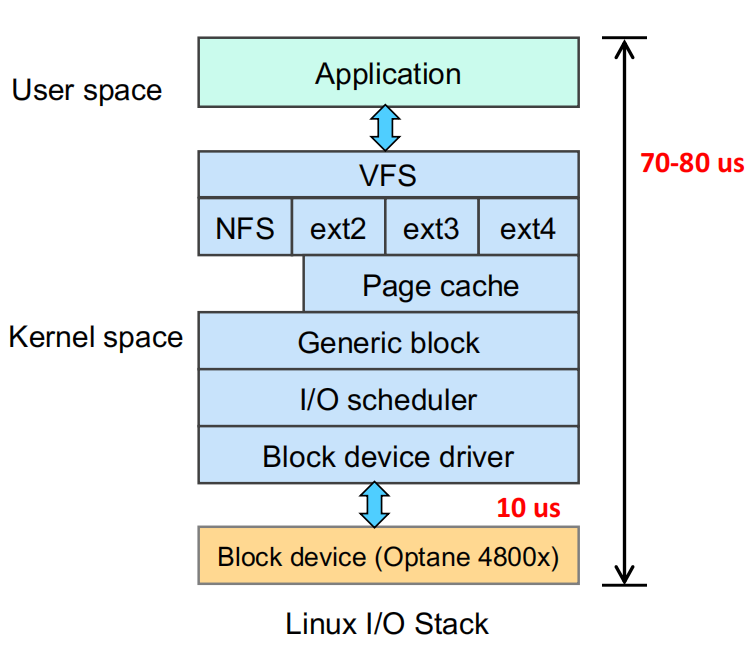 Application
User space
70-80 us
VFS
NFS ext2 ext3 ext4
Page cache
Kernel space
Generic block
I/O scheduler
Block device driver
10 us
Block device (Optane 4800x)
Linux I/O Stack